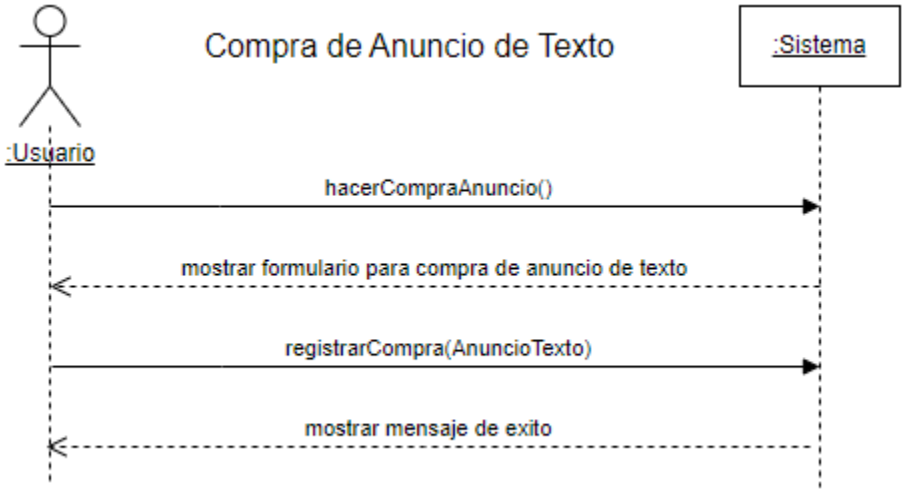 Compra de Anuncio de Texto
:Sistema
:Usuario
hacerCompraAnuncio()
mostrar formulario para compra de anuncio de texto
registrarCompra(AnuncioTexto)
mostrar mensaje de exito